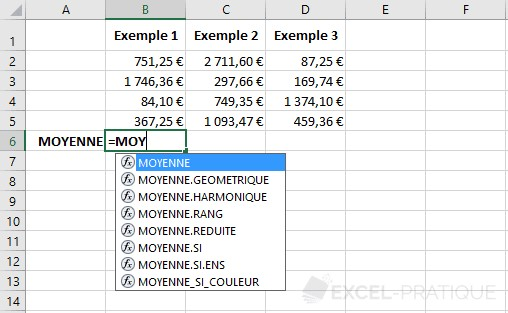 A B C D E F
1 Exemple 1 Exemple 2 Exemple 3
2 751,25 € 2 711,60 € 87,25 €
3 1 746,36 € 297,66 € 169,74 €
4 84,10 € 749,35 € 1 374,10 €
5 367,25 € 1 093,47 € 459,36 €
6 MOYENNE =MOY
7 fx MOYENNE
8 fx MOYENNE.GEOMETRIQUE
9 fx MOYENNE.HARMONIQUE
fx MOYENNE.RANG
10 fx MOYENNE.REDUITE
11 fx MOYENNE.SI
12 fx MOYENNE.SI.ENS
13 fx MOYENNE_SI_COULEUR
EXCEL-PRATIQUE
14